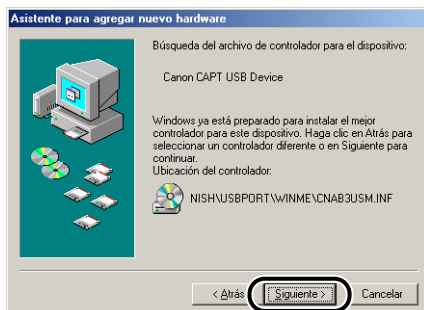 Asistente para agregar nuevo hardware
Búsqueda del archivo de controlador para el dispositivo:
Canon CAPT USB Device
Windows ya está preparado para instalar el mejor
controlador para este dispositivo. Haga clic en Atrás para
seleccionar un controlador diferente o en Siguiente para
continuar.
Ubicación del controlador:
NISH\USBPORT\WINME\CNAB3USM.INF
< Atrás
Siguiente >
Cancelar